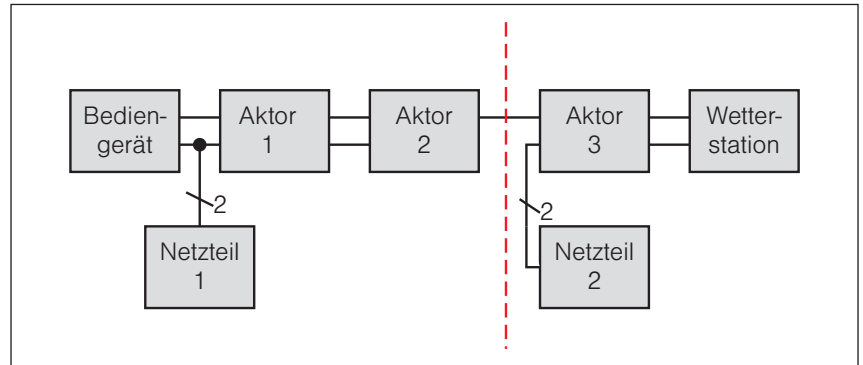 Bedien-
gerät
Aktor
1
Aktor
2
Aktor
3
Wetter-
station
2
2
Netzteil
1
Netzteil
2